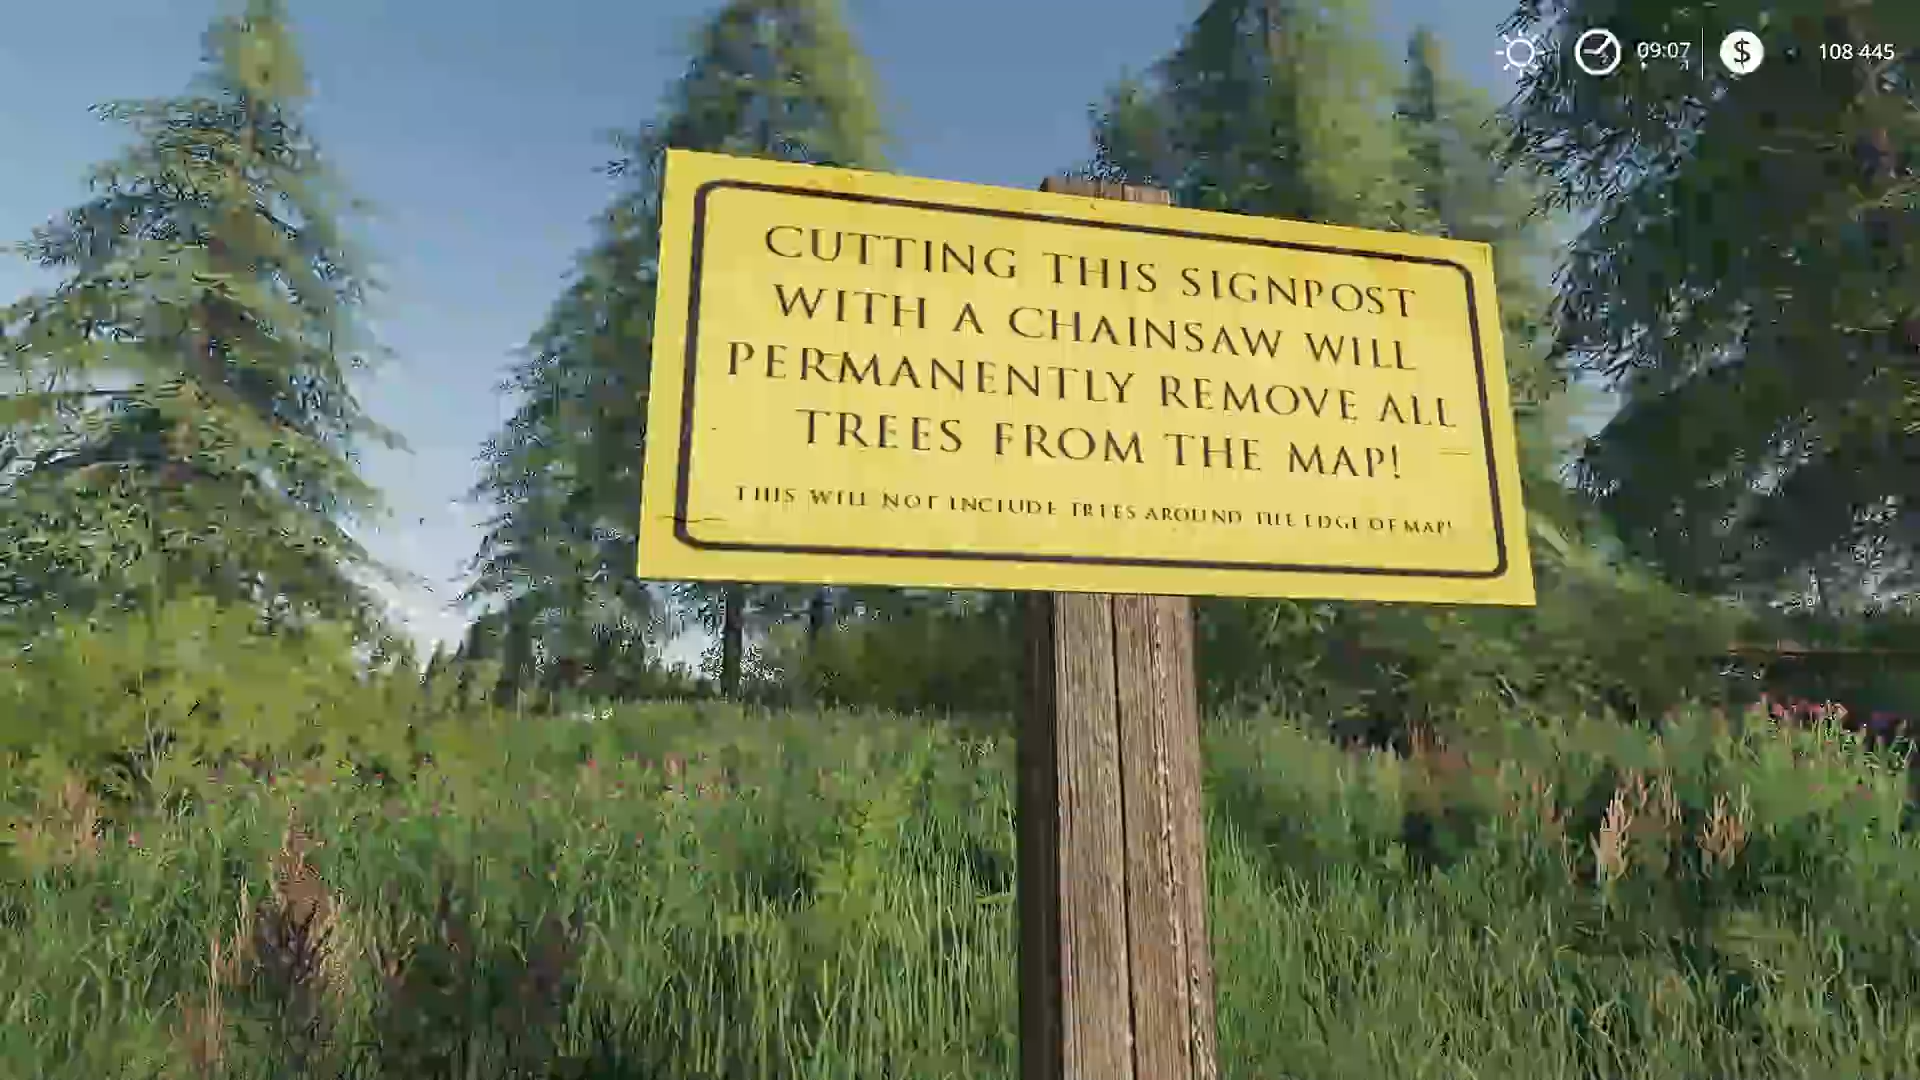 09:07
$
108 445
CUTTING THIS SIGNPOST
WITH A CHAINSAW WILL
PERMANENTLY REMOVE ALL
TREES FROM THE MAP!
THIS WILL NOT INCLUDE TREES AROUND THE EDGE OF MAP!